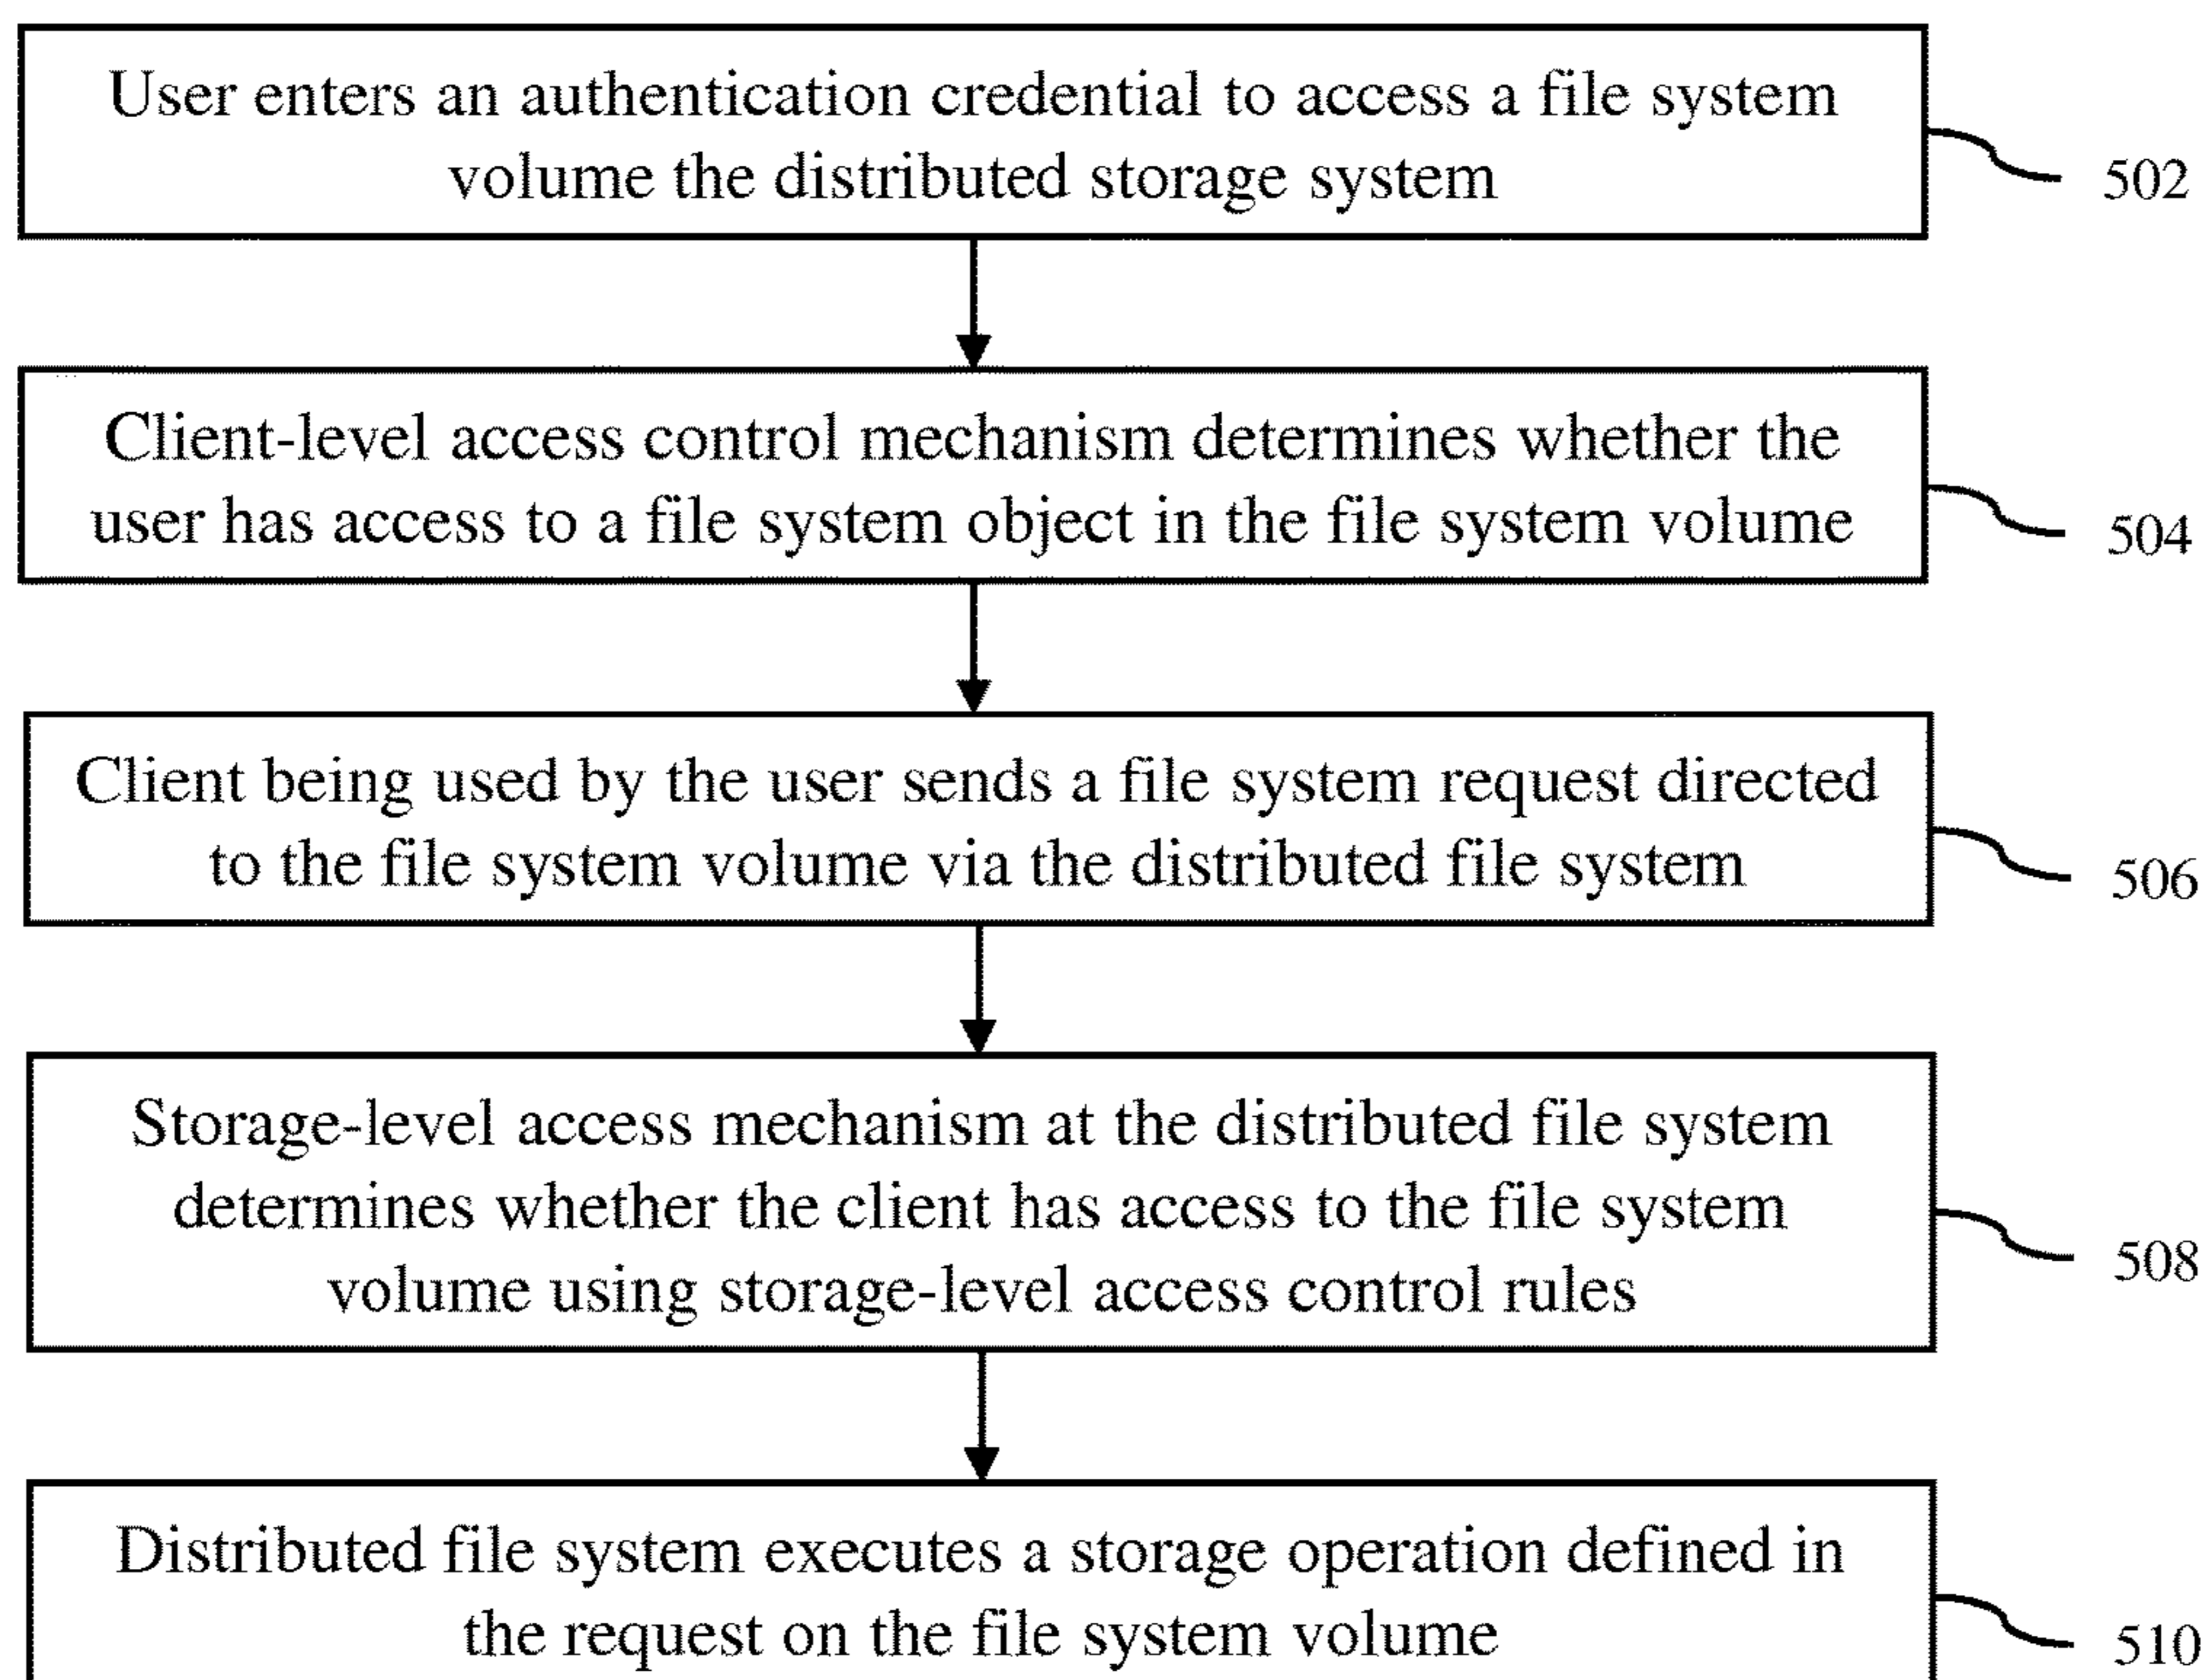 User enters an authentication credential to access a file system
volume the distributed storage system
502
Client-level access control mechanism determines whether the
user has access to a file system object in the file system volume
504
Client being used by the user sends a file system request directed
to the file system volume via the distributed file system
506
Storage-level access mechanism at the distributed file system
determines whether the client has access to the file system
volume using storage-level access control rules
508
Distributed file system executes a storage operation defined in
the request on the file system volume
510